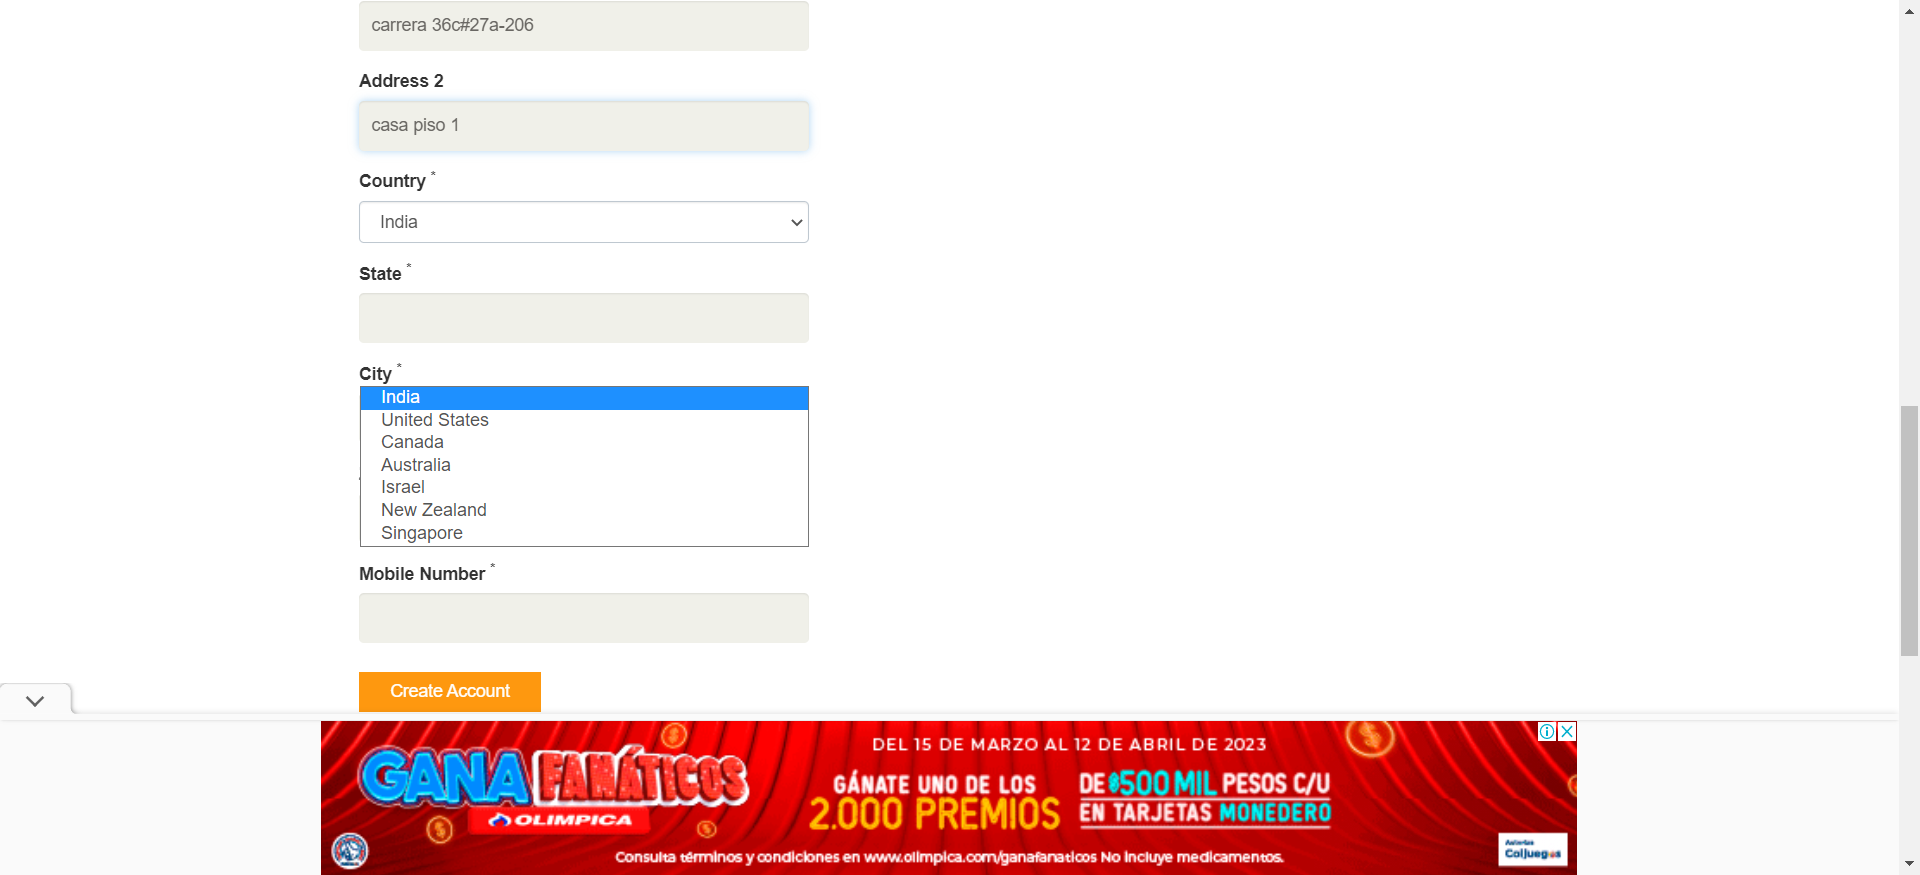 carrera 36c#27a-206
Address 2
casa piso 1
Country *
India
State *
City *
India
United States
Canada
Australia
Israel
New Zealand
Singapore
Mobile Number *
Create Account
DEL 15 DE MARZO AL 12 DE ABRIL DE 2023
GANA FANÁTICOS
OLIMPICA
GÁNATE UNO DE LOS
2.000 PREMIOS
DE $500 MIL PESOS C/U
EN TARJETAS MONEDERO
Consulta términos y condiciones en www.olimpica.com/ganafanaticos No incluye medicamentos.
Autoriza
Coljuegos